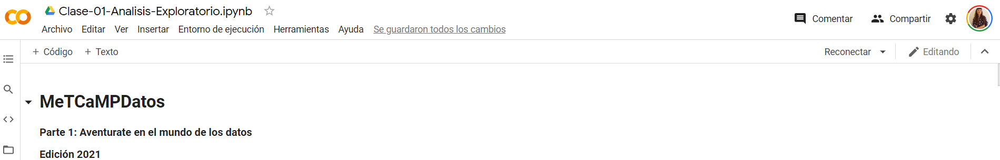 Clase-01-Analisis-Exploratorio.ipynb
Archivo Editar Ver Insertar Entorno de ejecución Herramientas Ayuda Se guardaron todos los cambios
Comentar Compartir
+ Código + Texto
Reconectar Editando
MeTCaMPDatos
Parte 1: Aventurate en el mundo de los datos
Edición 2021